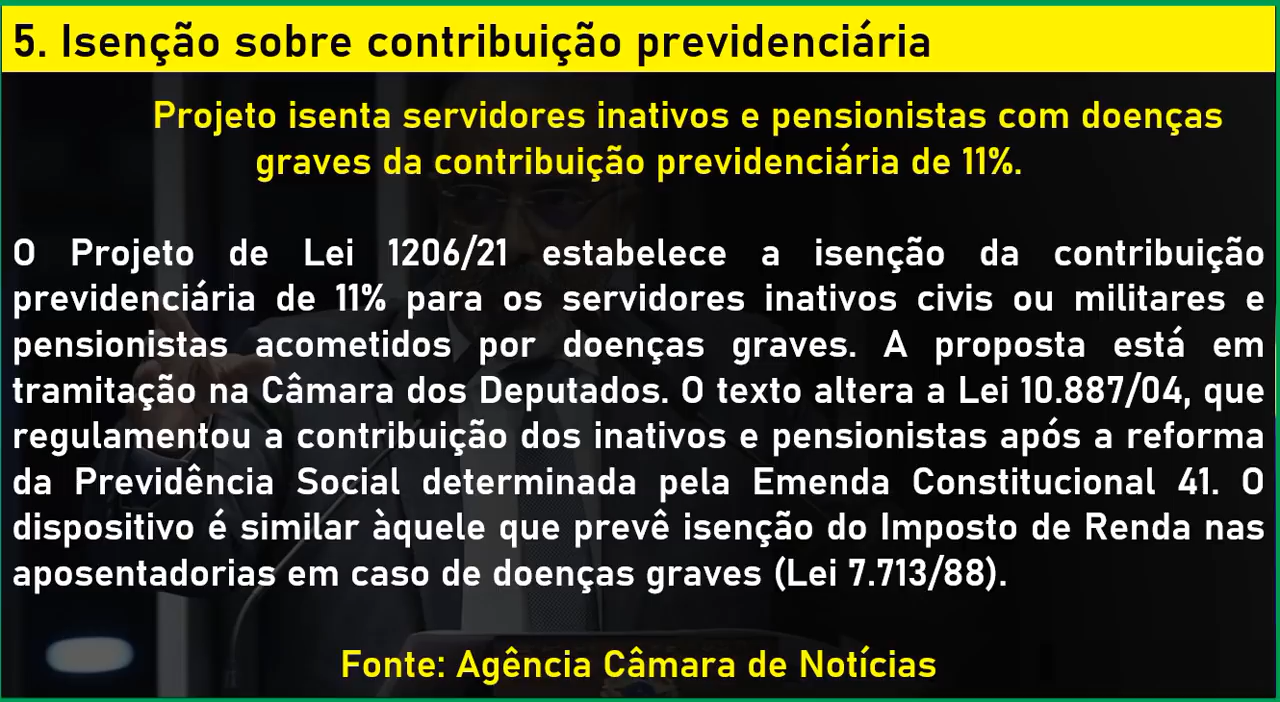 5. Isenção sobre contribuição previdenciária
Projeto isenta servidores inativos e pensionistas com doenças
graves da contribuição previdenciária de 11%.
O Projeto de Lei 1206/21 estabelece a isenção da contribuição
previdenciária de 11% para os servidores inativos civis ou militares e
pensionistas acometidos por doenças graves. A proposta está em
tramitação na Câmara dos Deputados. O texto altera a Lei 10.887/04, que
regulamentou a contribuição dos inativos e pensionistas após a reforma
da Previdência Social determinada pela Emenda Constitucional 41. O
dispositivo é similar àquele que prevê isenção do Imposto de Renda nas
aposentadorias em caso de doenças graves (Lei 7.713/88).
Fonte: Agência Câmara de Notícias